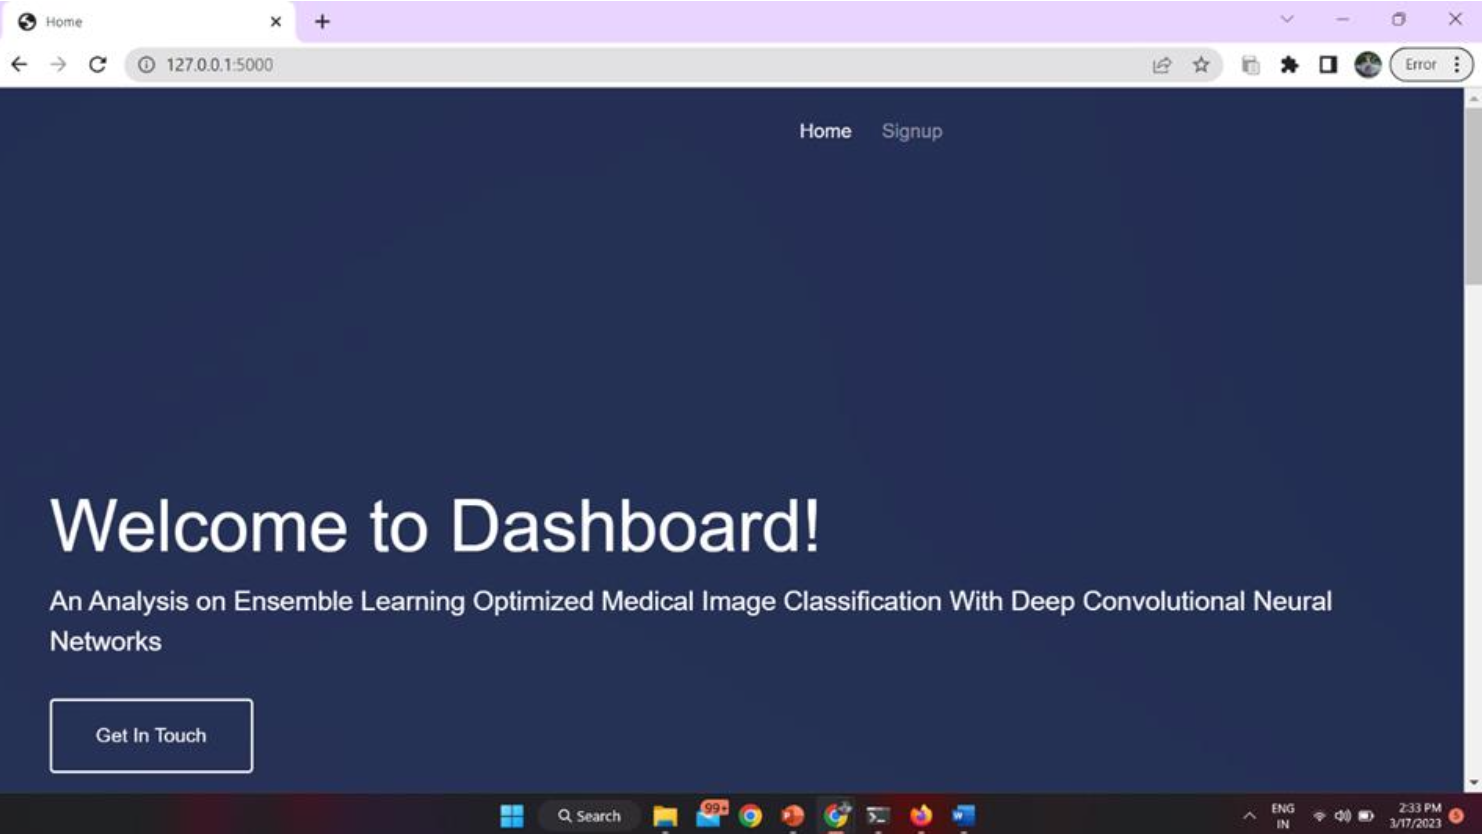 Home
127.0.0.1:5000
Error
Home Signup
Welcome to Dashboard!
An Analysis on Ensemble Learning Optimized Medical Image Classification With Deep Convolutional Neural
Networks
Get In Touch
Search
99+
ENG
IN
2:33 PM
3/17/2023
5